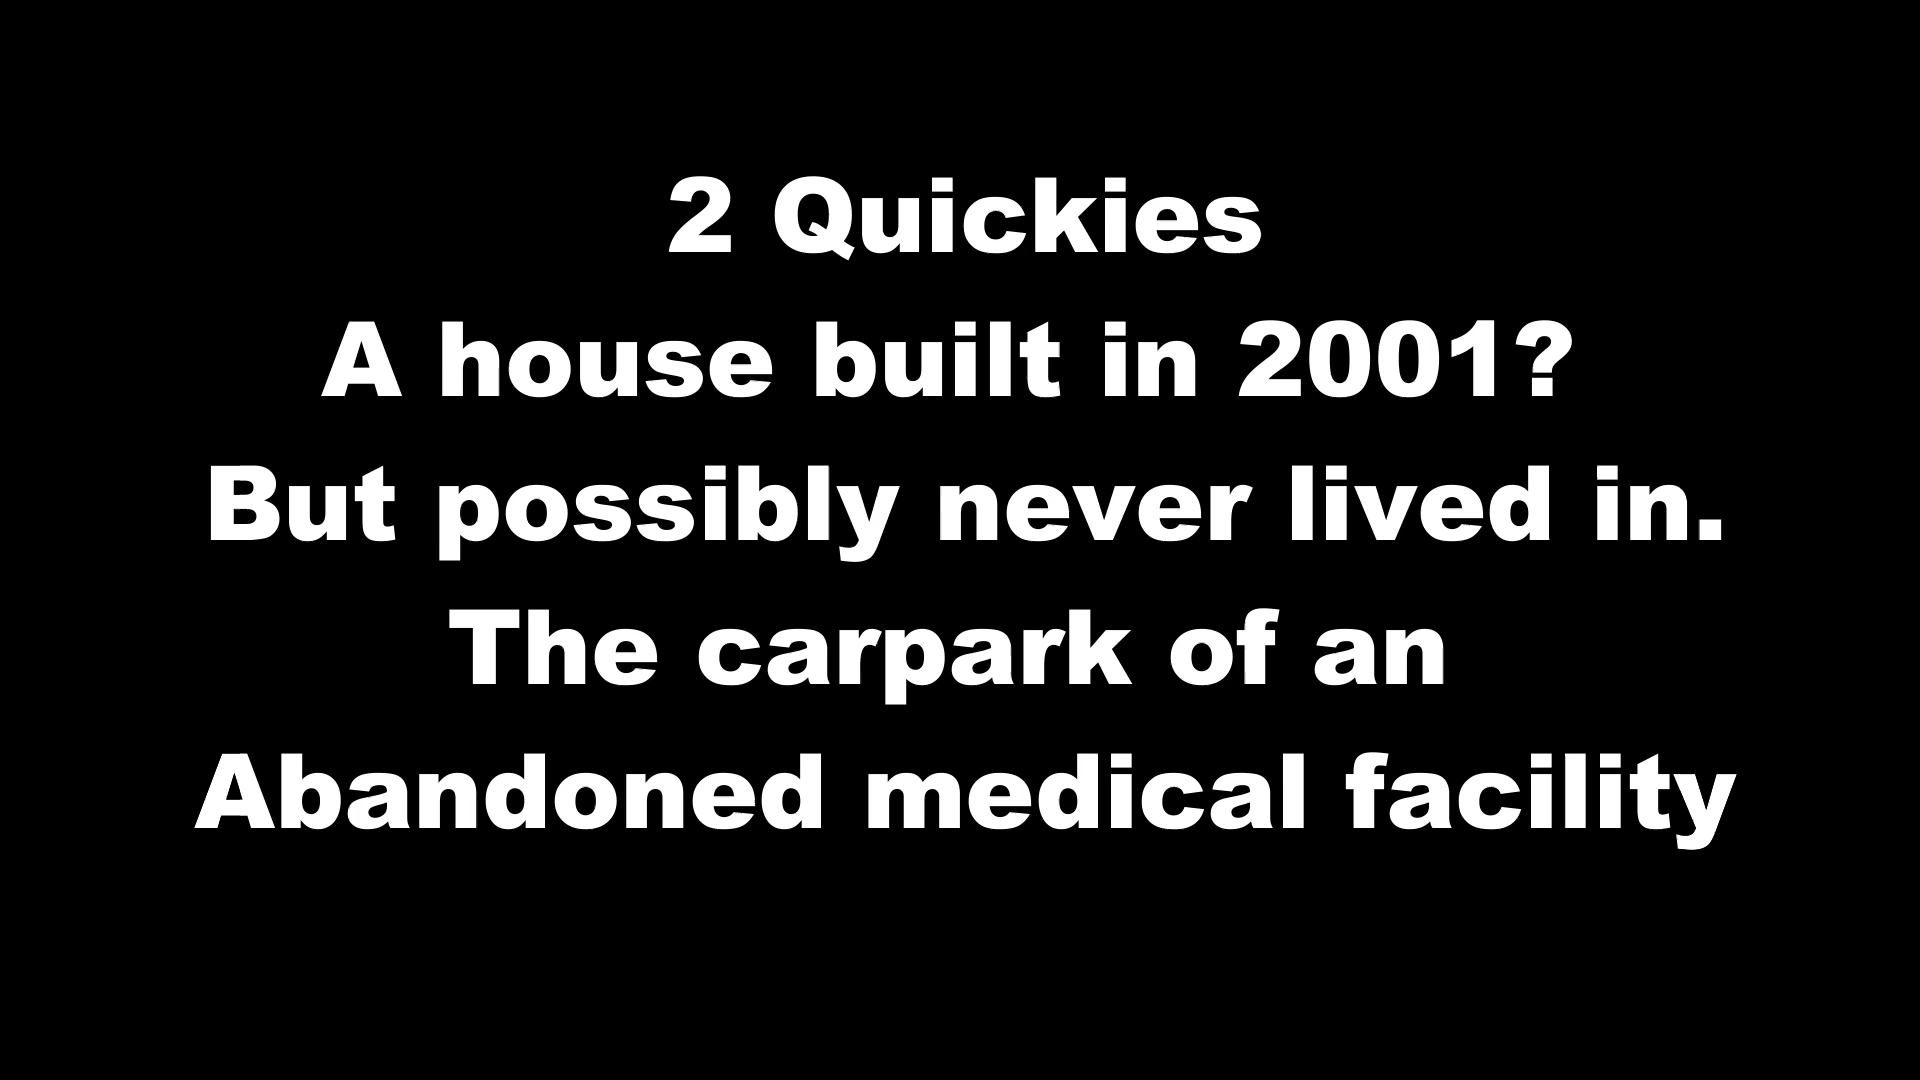 2 Quickies
A house built in 2001?
But possibly never lived in.
The carpark of an
Abandoned medical facility